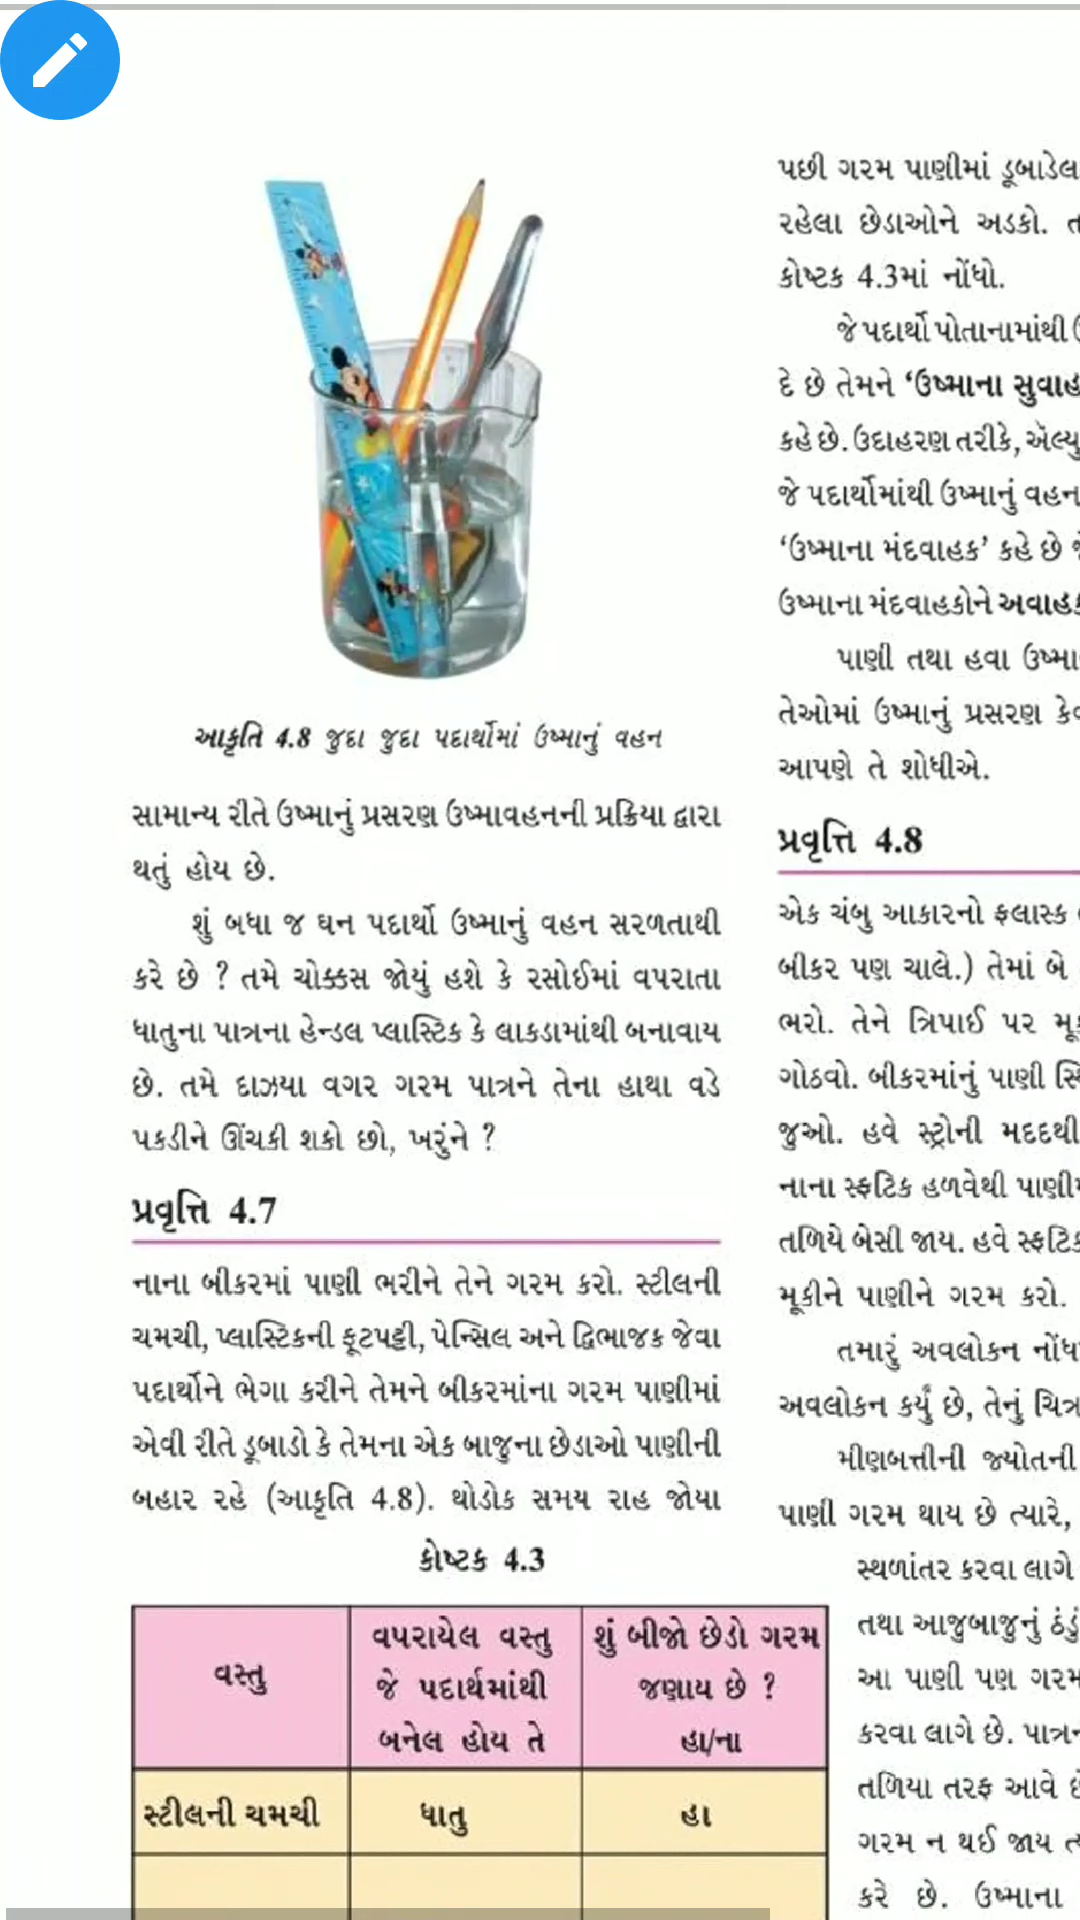 આકૃતિ 4.8 જુદા જુદા પદાર્થોમાં ઉષ્માનું વહન
સામાન્ય રીતે ઉષ્માનું પ્રસરણ ઉષ્માવહનની પ્રક્રિયા દ્વારા
થતું હોય છે.
શું બધા જ ઘન પદાર્થો ઉષ્માનું વહન સરળતાથી
કરે છે ? તમે ચોક્કસ જોયું હશે કે રસોઈમાં વપરાતા
ધાતુના પાત્રના હેન્ડલ પ્લાસ્ટિક કે લાકડામાંથી બનાવાય
છે. તમે દાઝયા વગર ગરમ પાત્રને તેના હાથા વડે
પકડીને ઊંચકી શકો છો, ખરુંને ?
પ્રવૃત્તિ 4.7
નાના બીકરમાં પાણી ભરીને તેને ગરમ કરો. સ્ટીલની
ચમચી, પ્લાસ્ટિકની ફૂટપટ્ટી, પેન્સિલ અને દ્વિભાજક જેવા
પદાર્થોને ભેગા કરીને તેમને બીકરમાંના ગરમ પાણીમાં
એવી રીતે ડૂબાડો કે તેમના એક બાજુના છેડાઓ પાણીની
બહાર રહે (આકૃતિ 4.8). થોડોક સમય રાહ જોયા
કોષ્ટક 4.3
વસ્તુ
વપરાયેલ વસ્તુ
જે પદાર્થમાંથી
બનેલ હોય તે
શું બીજો છેડો ગરમ
જણાય છે ?
હા/ના
સ્ટીલની ચમચી
ધાતુ
હા
પછી ગરમ પાણીમાં ડૂબાડેલ
રહેલા છેડાઓને અડકો.
કોષ્ટક 4.3માં નોંધો.
જે પદાર્થો પોતાનામાંથી
દે છે તેમને ‘ઉષ્માના
કહે છે. ઉદાહરણ તરીકે,
જે પદાર્થોમાંથી ઉષ્માનું વહન
‘ઉષ્માના મંદવાહક’ કહે છે
ઉષ્માના મંદવાહકોને
પાણી તથા હવા
તેઓમાં ઉષ્માનું પ્રસરણ
આપણે તે શોધીએ.
પ્રવૃત્તિ 4.8
એક ચંબુ આકારનો ફલાસ્ક
બીકર પણ ચાલે.) તેમાં બે
ભરો. તેને ત્રિપાઈ પર
ગોઠવો. બીકરમાંનું પાણી
જુઓ. હવે સ્ટ્રોની મદદથી
નાના સ્ફટિક હળવેથી
તળિયે બેસી જાય. હવે
મૂકીને પાણીને ગરમ કરો.
તમારું અવલોકન
અવલોકન કર્યું છે, તેનું ચિત્ર
મીણબત્તીની જ્યોતની
પાણી ગરમ થાય છે ત્યારે,
સ્થળાંતર કરવા લાગે
તથા આજુબાજુનું ઠંડું
આ પાણી પણ ગરમ
કરવા લાગે છે.
તળિયા તરફ આવે
ગરમ ન થઈ જાય
કરે છે. ઉષ્માના